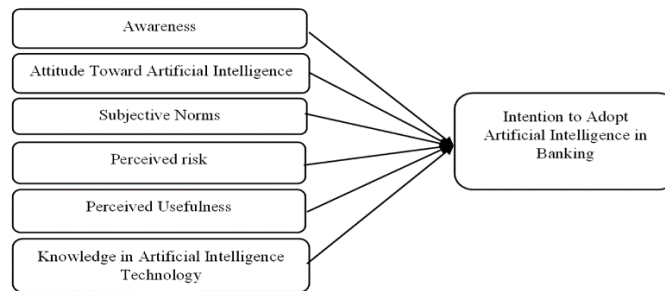 Awareness
Attitude Toward Artificial Intelligence
Subjective Norms
Perceived risk
Perceived Usefulness
Knowledge in Artificial Intelligence
Technology
Intention to Adopt
Artificial Intelligence in
Banking